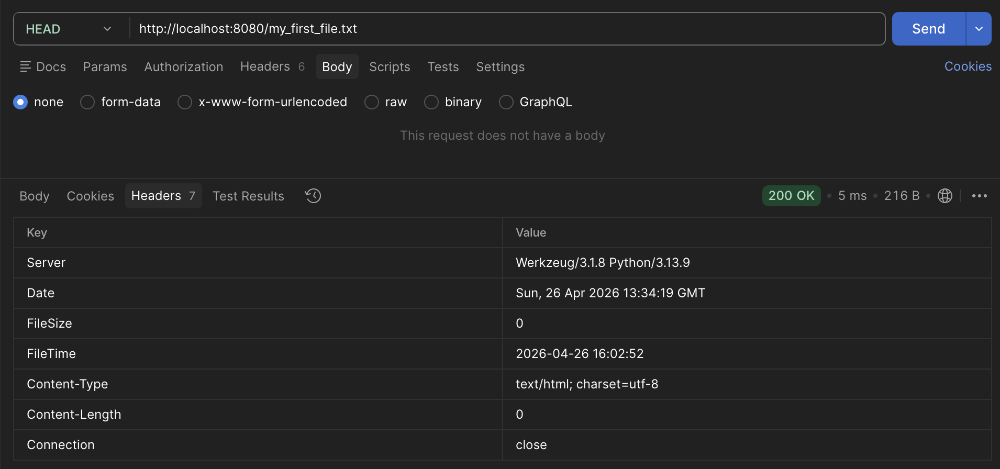 HEAD http://localhost:8080/my_first_file.txt Send
Docs Params Authorization Headers 6 Body Scripts Tests Settings Cookies
none form-data x-www-form-urlencoded raw binary GraphQL
This request does not have a body
Body Cookies Headers 7 Test Results 200 OK • 5 ms • 216 B •
Key Value
Server Werkzeug/3.1.8 Python/3.13.9
Date Sun, 26 Apr 2026 13:34:19 GMT
FileSize 0
FileTime 2026-04-26 16:02:52
Content-Type text/html; charset=utf-8
Content-Length 0
Connection close